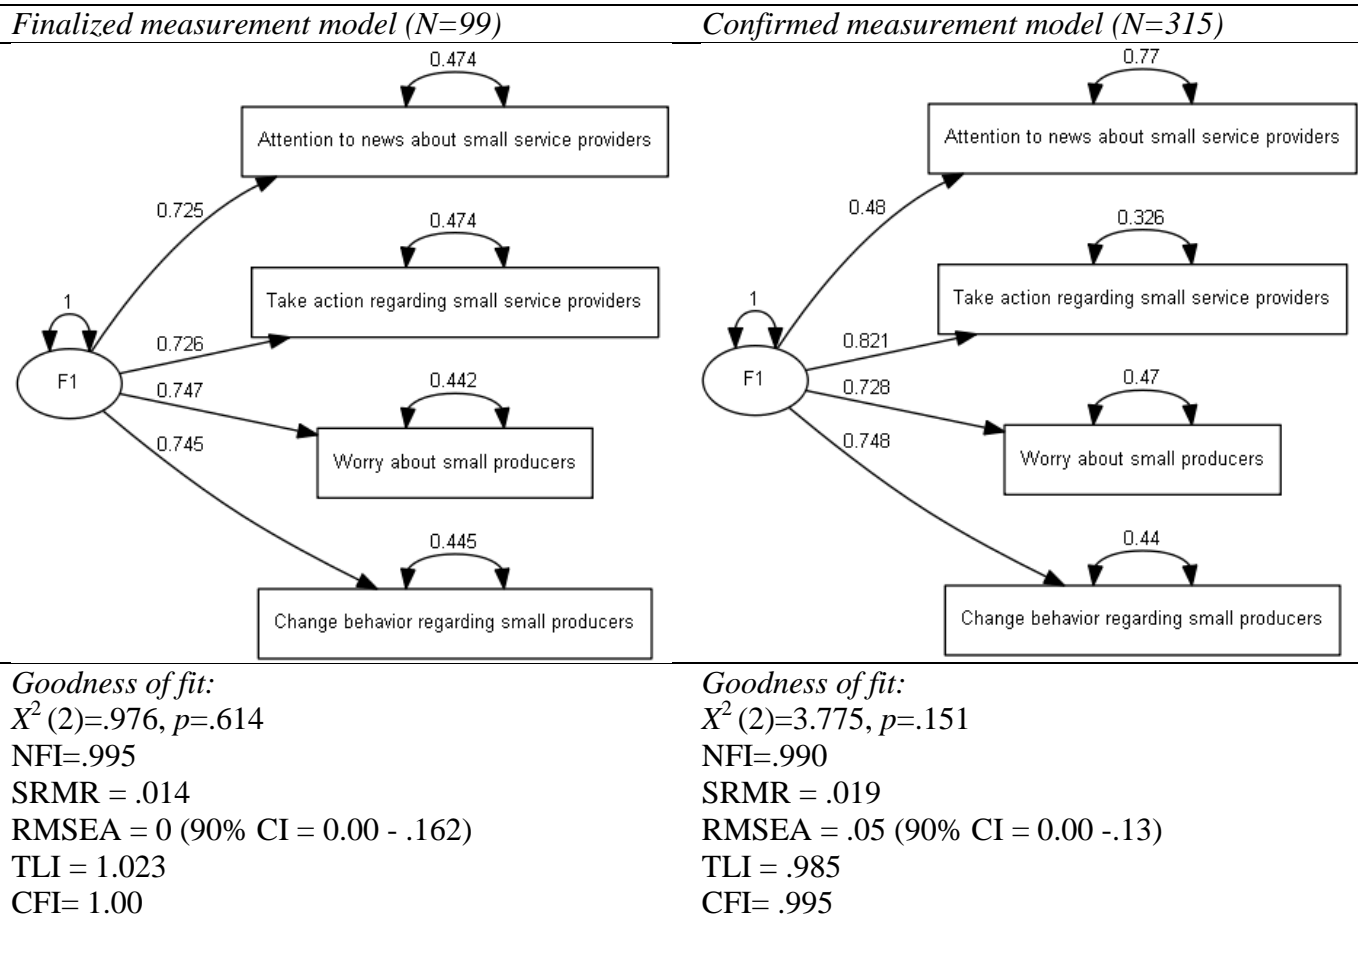 Finalized measurement model (N=99)
0.474
Attention to news about small service providers
0.725
0.474
Take action regarding small service providers
1
0.726
F1
0.747
0.442
Worry about small producers
0.745
0.445
Change behavior regarding small producers
Goodness of fit:
X² (2)=.976, p=.614
NFI=.995
SRMR = .014
RMSEA = 0 (90% CI = 0.00 - .162)
TLI = 1.023
CFI= 1.00
Confirmed measurement model (N=315)
0.77
Attention to news about small service providers
0.48
0.326
Take action regarding small service providers
1
0.821
F1
0.728
0.47
Worry about small producers
0.748
0.44
Change behavior regarding small producers
Goodness of fit:
X² (2)=3.775, p=.151
NFI=.990
SRMR = .019
RMSEA = .05 (90% CI = 0.00 -.13)
TLI = .985
CFI= .995